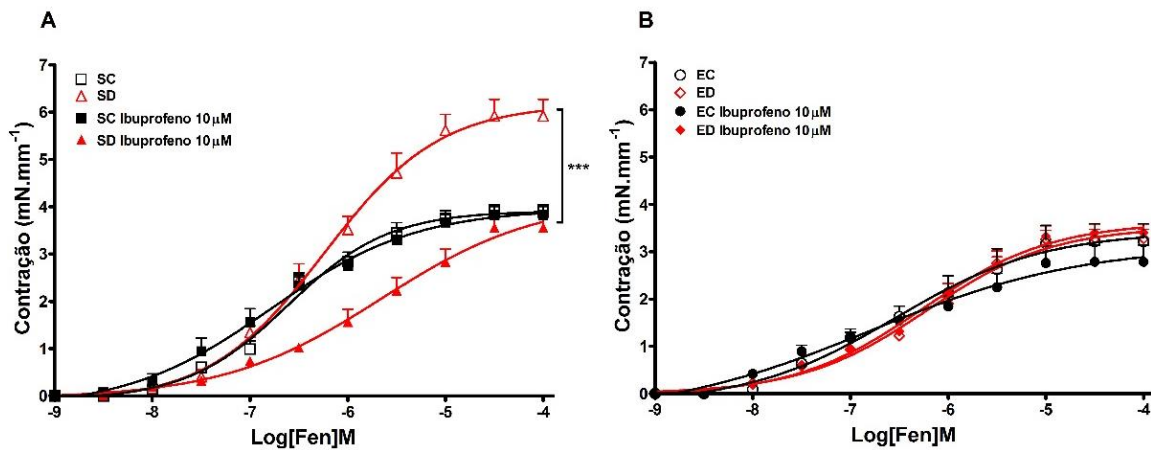 A
Contração (mN.mm-1)
7
6
5
4
3
2
1
0
SC
SD
SC Ibuprofeno 10µM
SD Ibuprofeno 10µM
***
-9 -8 -7 -6 -5 -4
Log[Fen]M
B
Contração (mN.mm-1)
7
6
5
4
3
2
1
0
EC
ED
EC Ibuprofeno 10µM
ED Ibuprofeno 10µM
-9 -8 -7 -6 -5 -4
Log[Fen]M